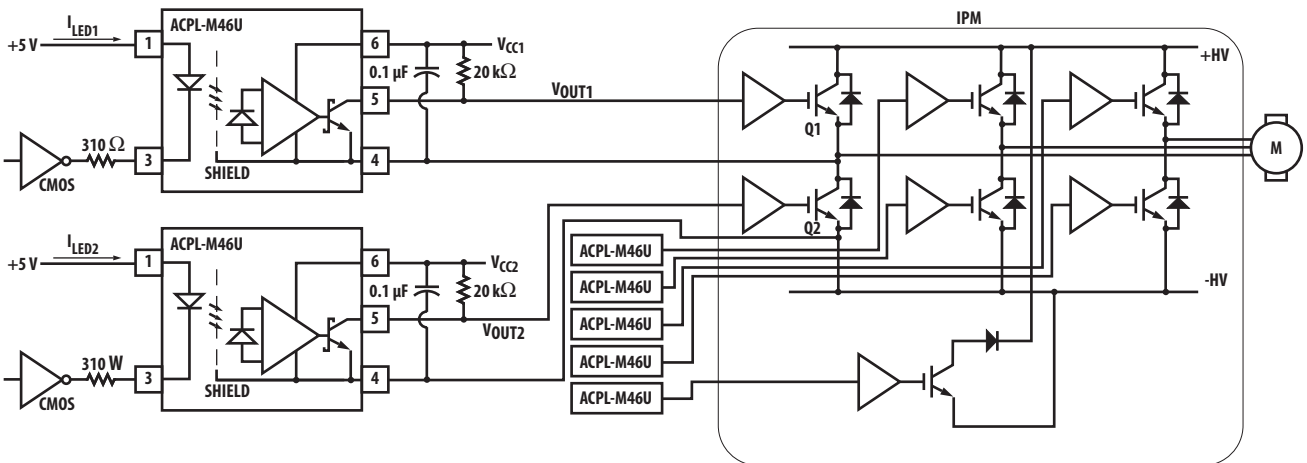 IPM
I LED1
+5 V
1
ACPL-M46U
6
VCC1
0.1 µF
20 kΩ
5
VOUT1
+HV
Q1
310 Ω
3
4
CMOS
SHIELD
M
I LED2
+5 V
1
ACPL-M46U
6
VCC2
0.1 µF
20 kΩ
5
VOUT2
Q2
-HV
310 W
3
4
CMOS
SHIELD
ACPL-M46U
ACPL-M46U
ACPL-M46U
ACPL-M46U
ACPL-M46U